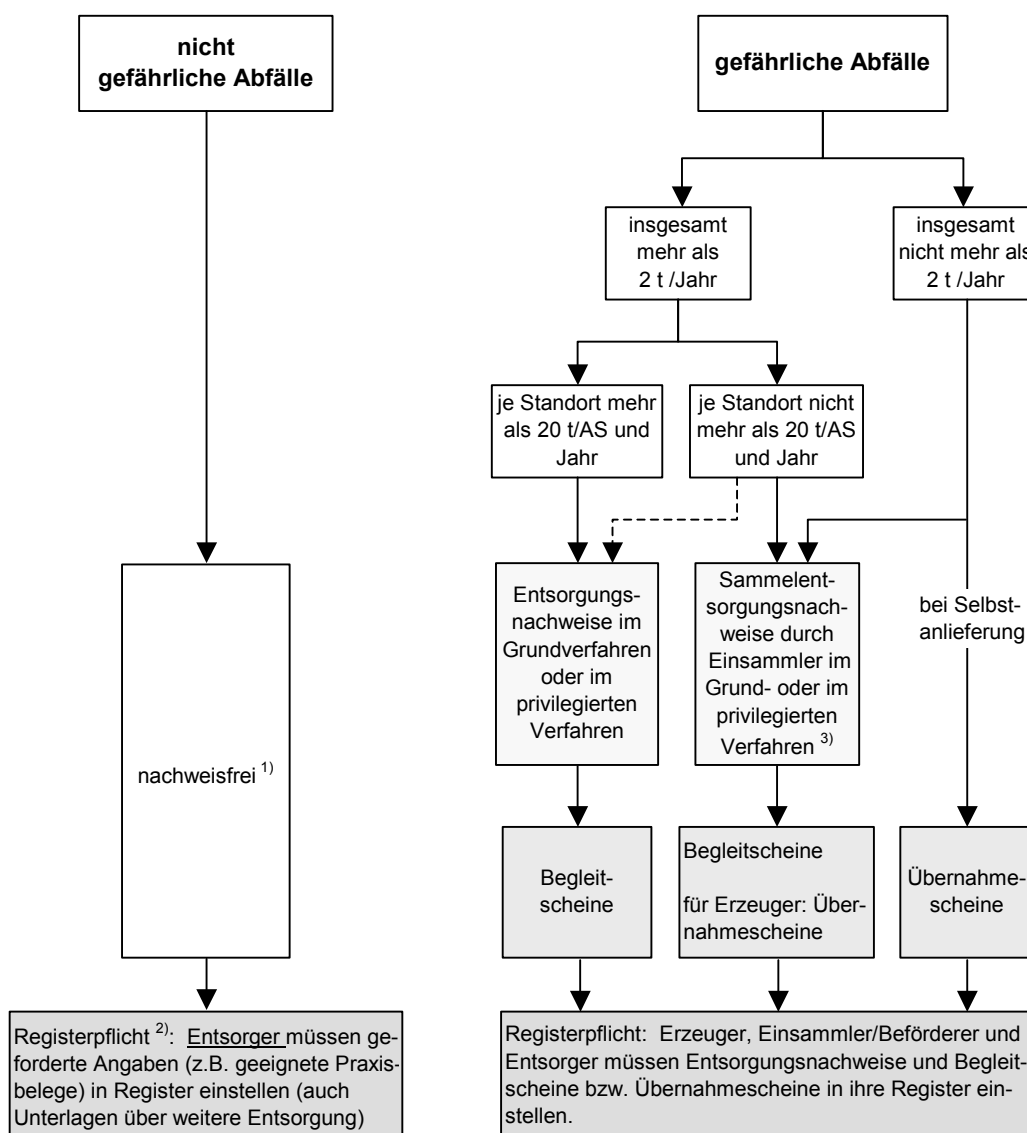 nicht
gefährliche Abfälle
gefährliche Abfälle
insgesamt
mehr als
2 t /Jahr
insgesamt
nicht mehr als
2 t /Jahr
je Standort mehr
als 20 t/AS und
Jahr
je Standort nicht
mehr als 20 t/AS
und Jahr
Entsorgungs-
nachweise im
Grundverfahren
oder im
privilegierten
Verfahren
Sammelent-
sorgungsnach-
weise durch
Einsammler im
Grund- oder im
privilegierten
Verfahren 3)
bei Selbst-
anlieferung
nachweisfrei 1)
Begleit-
scheine
Begleitscheine
für Erzeuger: Über-
nahmescheine
Übernahme-
scheine
Registerpflicht 2): Entsorger müssen ge-
forderte Angaben (z.B. geeignete Praxis-
belege) in Register einstellen (auch
Unterlagen über weitere Entsorgung)
Registerpflicht: Erzeuger, Einsammler/Beförderer und
Entsorger müssen Entsorgungsnachweise und Begleit-
scheine bzw. Übernahmescheine in ihre Register ein-
stellen.